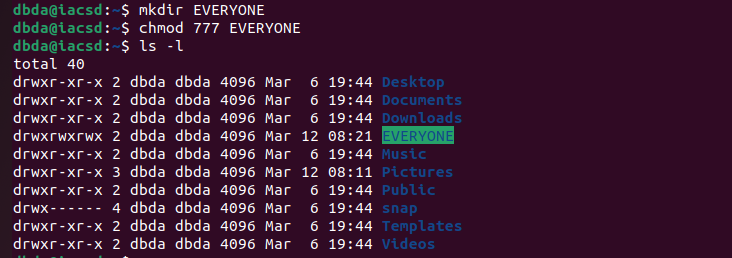 dbda@iacsd:~$ mkdir EVERYONE
dbda@iacsd:~$ chmod 777 EVERYONE
dbda@iacsd:~$ ls -l
total 40
drwxr-xr-x 2 dbda dbda 4096 Mar  6 19:44 Desktop
drwxr-xr-x 2 dbda dbda 4096 Mar  6 19:44 Documents
drwxr-xr-x 2 dbda dbda 4096 Mar  6 19:44 Downloads
drwxrwxrwx 2 dbda dbda 4096 Mar 12 08:21 EVERYONE
drwxr-xr-x 2 dbda dbda 4096 Mar  6 19:44 Music
drwxr-xr-x 3 dbda dbda 4096 Mar 12 08:11 Pictures
drwxr-xr-x 2 dbda dbda 4096 Mar  6 19:44 Public
drwx------ 4 dbda dbda 4096 Mar  6 19:44 snap
drwxr-xr-x 2 dbda dbda 4096 Mar  6 19:44 Templates
drwxr-xr-x 2 dbda dbda 4096 Mar  6 19:44 Videos